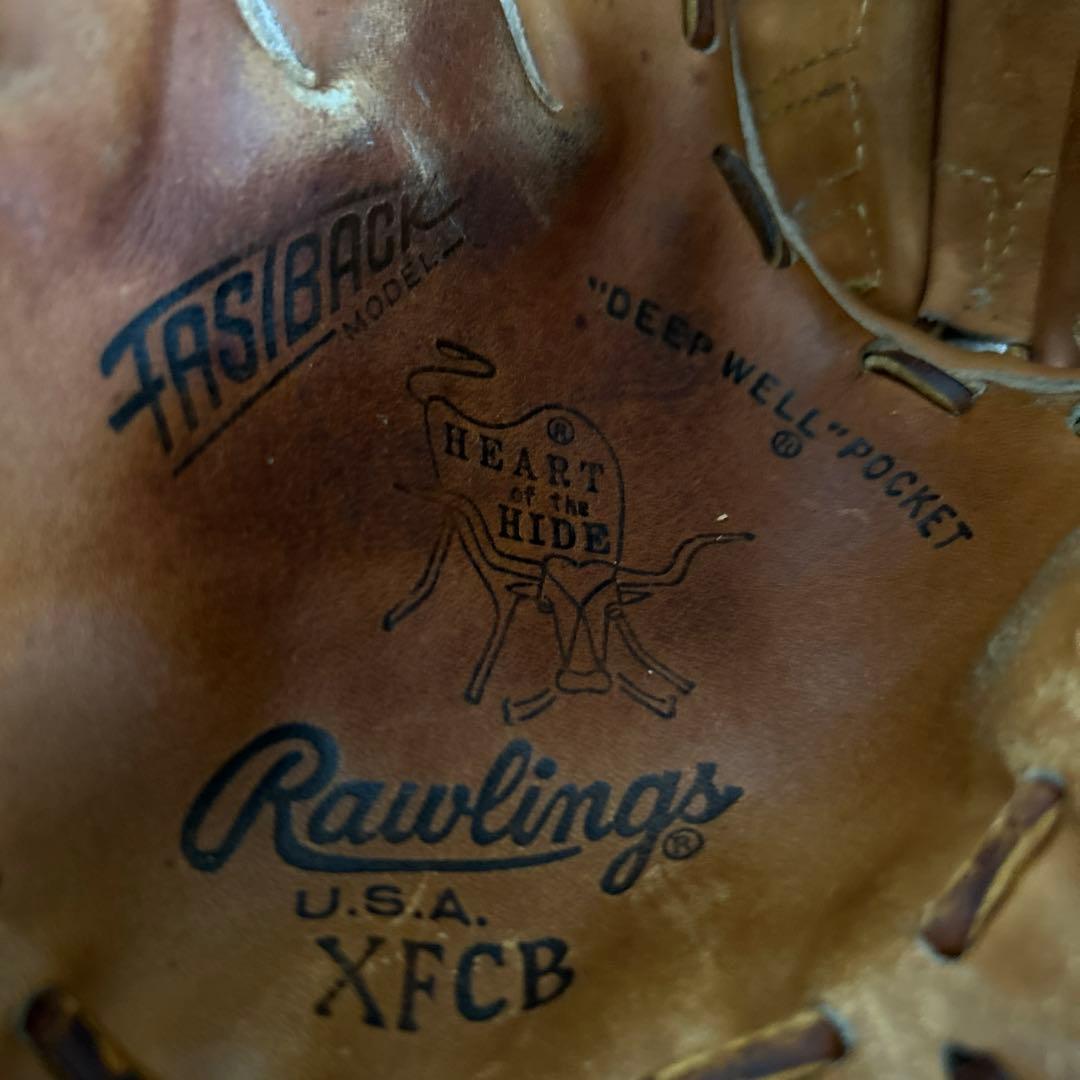 FASTBACK
MODEL
"DEEP WELL"® POCKET
®
HEART
of the
HIDE
Rawlings®
U.S.A.
XFCB